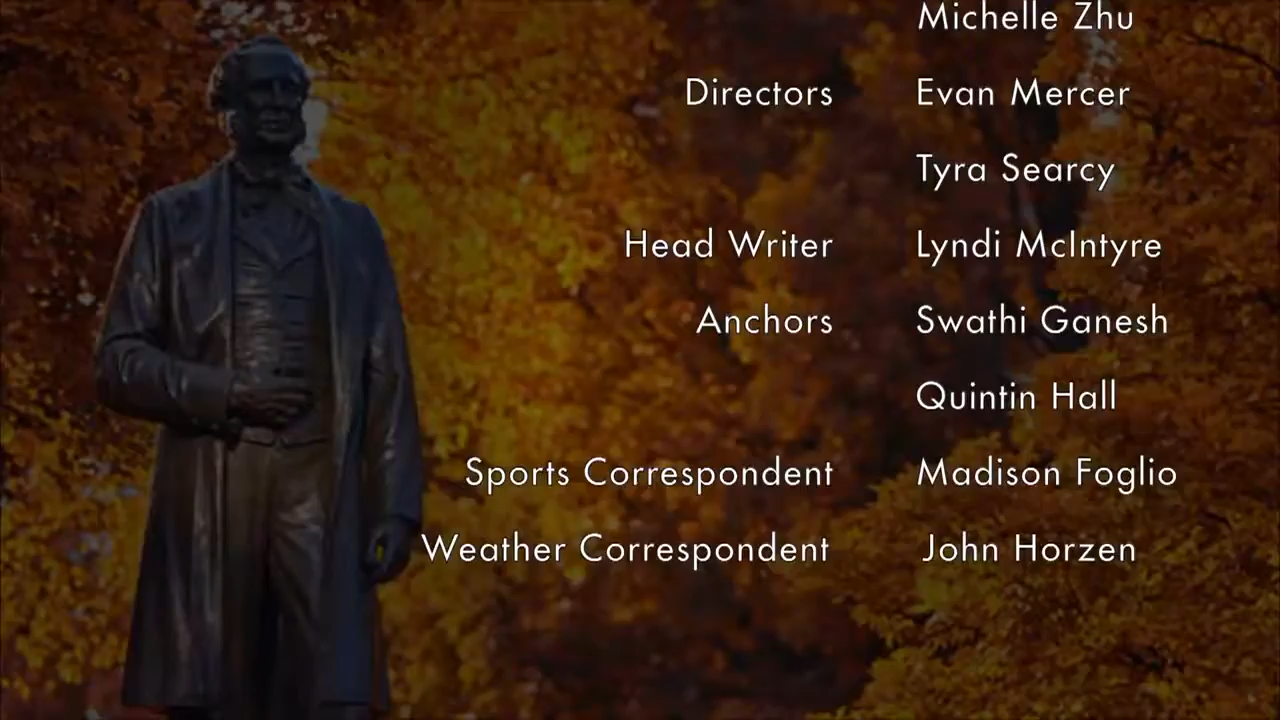 Michelle Zhu
Directors Evan Mercer
Tyra Searcy
Head Writer Lyndi McIntyre
Anchors Swathi Ganesh
Quintin Hall
Sports Correspondent Madison Foglio
Weather Correspondent John Horzen